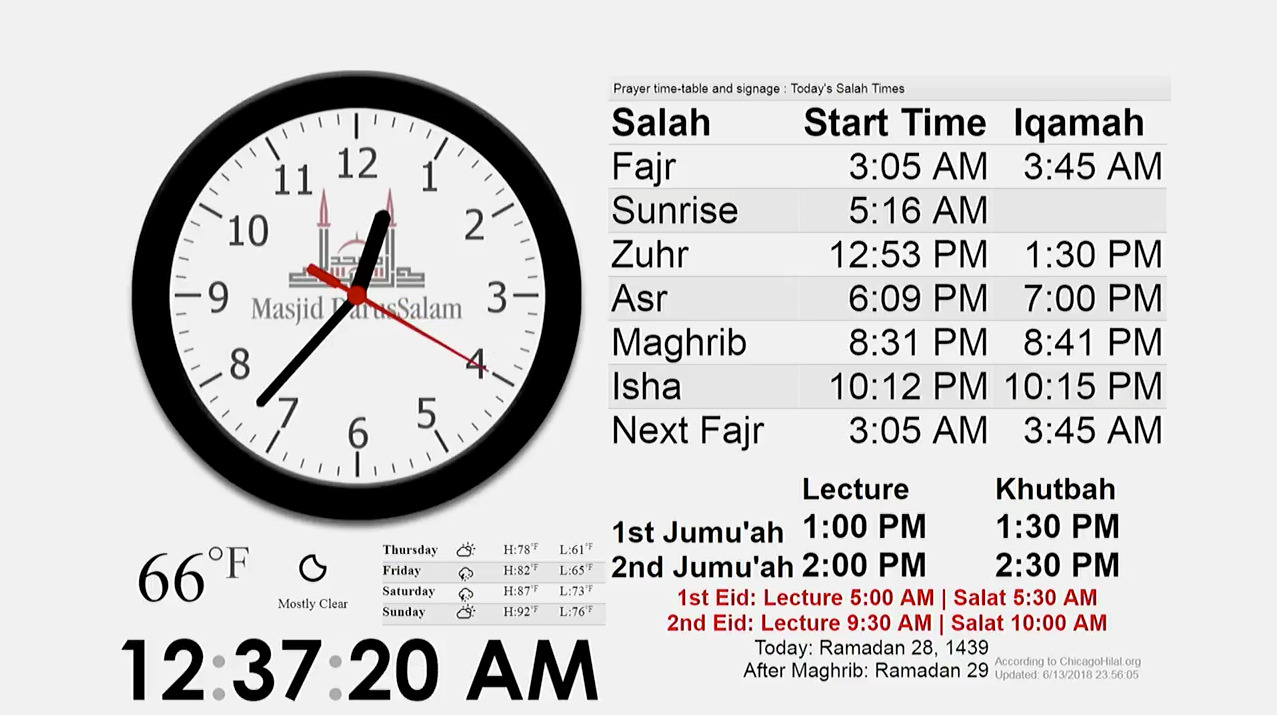 12
11 1
10 2
9 3
8 4
7 5
6
Masjid DarusSalam
66°F
Mostly Clear
Thursday H:78°F L:61°F
Friday H:82°F L:65°F
Saturday H:87°F L:73°F
Sunday H:92°F L:76°F
12:37:20 AM
Prayer time-table and signage : Today's Salah Times
Salah Start Time Iqamah
Fajr 3:05 AM 3:45 AM
Sunrise 5:16 AM
Zuhr 12:53 PM 1:30 PM
Asr 6:09 PM 7:00 PM
Maghrib 8:31 PM 8:41 PM
Isha 10:12 PM 10:15 PM
Next Fajr 3:05 AM 3:45 AM
Lecture Khutbah
1st Jumu'ah 1:00 PM 1:30 PM
2nd Jumu'ah 2:00 PM 2:30 PM
1st Eid: Lecture 5:00 AM | Salat 5:30 AM
2nd Eid: Lecture 9:30 AM | Salat 10:00 AM
Today: Ramadan 28, 1439
After Maghrib: Ramadan 29
According to ChicagoHilal.org
Updated: 6/13/2018 23:56:05